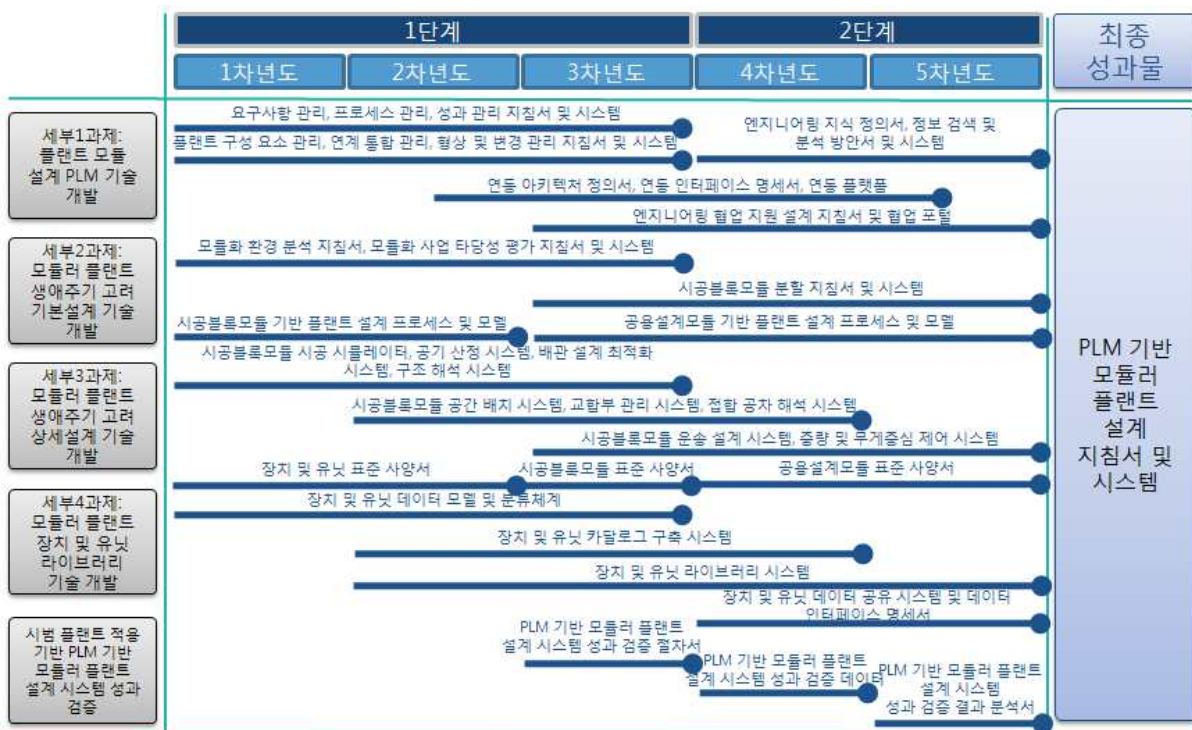 1단계
2단계
최종
성과물
1차년도
2차년도
3차년도
4차년도
5차년도
세부1과제:
플랜트 모듈
설계 PLM 기술
개발
요구사항 관리, 프로세스 관리, 성과 관리 지침서 및 시스템
플랜트 구성 요소 관리, 연계 통합 관리, 형상 및 변경 관리 지침서 및 시스템
엔지니어링 지식 정의서, 정보 검색 및
분석 방안서 및 시스템
연동 아키텍처 정의서, 연동 인터페이스 명세서, 연동 플랫폼
엔지니어링 협업 지원 설계 지침서 및 협업 포털
세부2과제:
모듈러 플랜트
생애주기 고려
기본설계 기술
개발
모듈화 환경 분석 지침서, 모듈화 사업 타당성 평가 지침서 및 시스템
시공블록모듈 분할 지침서 및 시스템
시공블록모듈 기반 플랜트 설계 프로세스 및 모델
공용설계모듈 기반 플랜트 설계 프로세스 및 모델
세부3과제:
모듈러 플랜트
생애주기 고려
상세설계 기술
개발
시공블록모듈 시공 시뮬레이터, 공기 산정 시스템, 배관 설계 최적화
시스템, 구조 해석 시스템
시공블록모듈 공간 배치 시스템, 교합부 관리 시스템, 접합 공차 해석 시스템
시공블록모듈 운송 설계 시스템, 중량 및 무게중심 제어 시스템
장치 및 유닛 표준 사양서
시공블록모듈 표준 사양서
공용설계모듈 표준 사양서
세부4과제:
모듈러 플랜트
장치 및 유닛
라이브러리
기술 개발
장치 및 유닛 데이터 모델 및 분류체계
장치 및 유닛 카달로그 구축 시스템
장치 및 유닛 라이브러리 시스템
장치 및 유닛 데이터 공유 시스템 및 데이터
인터페이스 명세서
시범 플랜트 적용
기반 PLM 기반
모듈러 플랜트
설계 시스템 성과
검증
PLM 기반 모듈러 플랜트
설계 시스템 성과 검증 절차서
PLM 기반 모듈러 플랜트
설계 시스템 성과 검증 데이터
PLM 기반 모듈러 플랜트
설계 시스템
성과 검증 결과 분석서
PLM 기반
모듈러
플랜트
설계
지침서 및
시스템